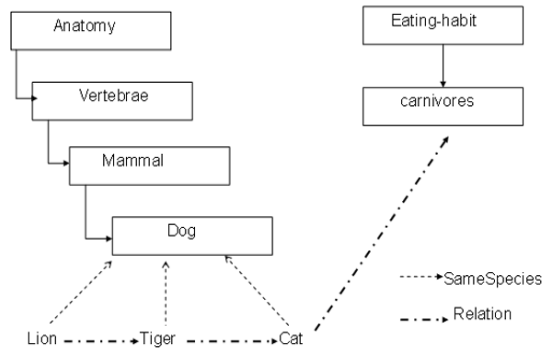 Anatomy
Eating-habit
Vertebrae
carnivores
Mammal
Dog
SameSpecies
Relation
Lion
Tiger
Cat